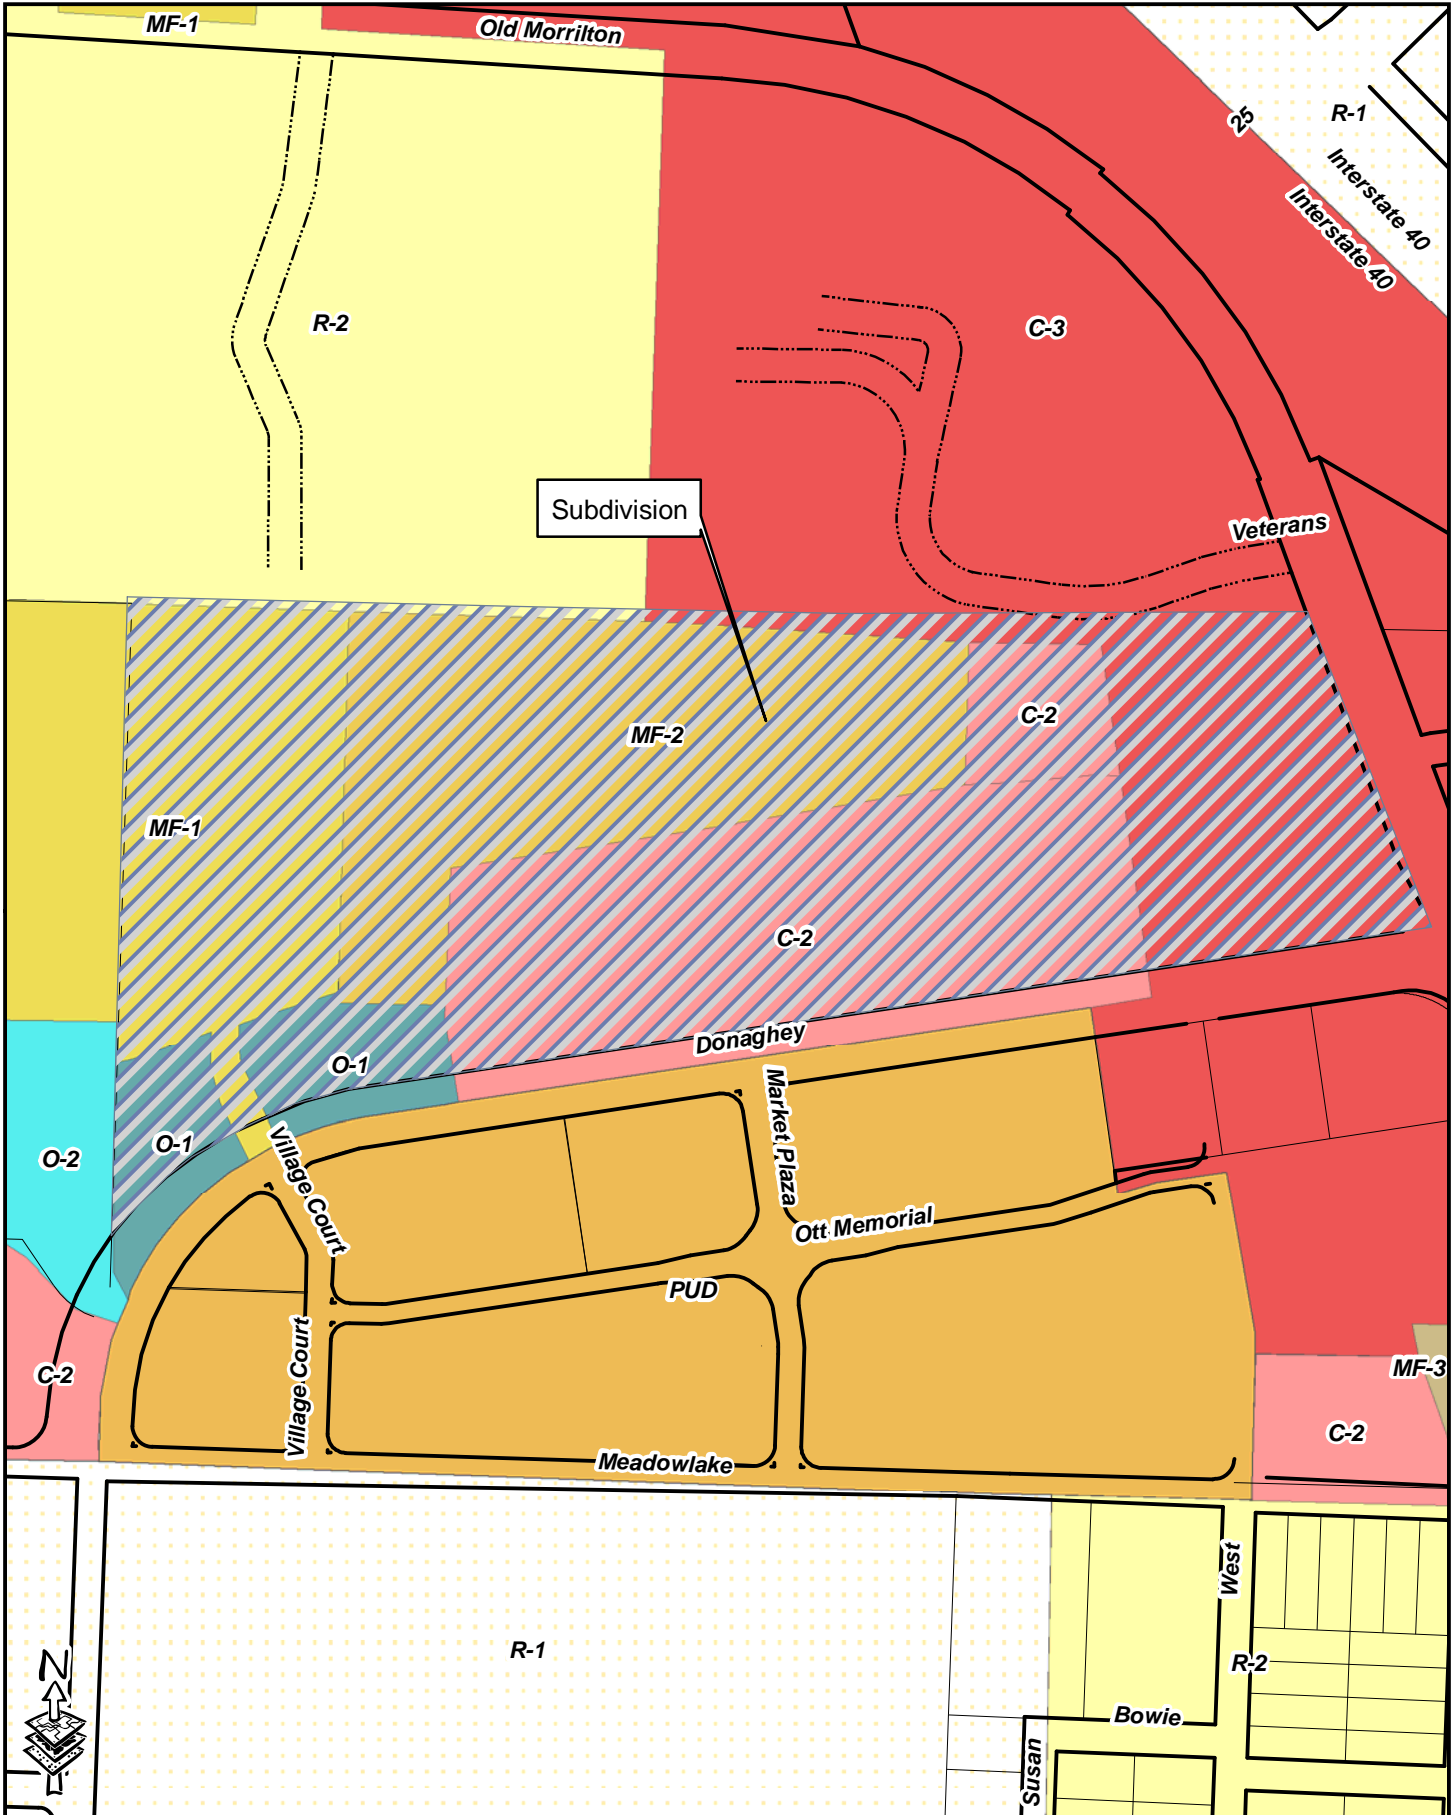 MF-1
Old Morrilton
25
R-1
Interstate 40
Interstate 40
R-2
C-3
Subdivision
Veterans
C-2
MF-2
MF-1
C-2
Donaghey
O-1
Market Plaza
O-1
Village Court
O-2
Ott Memorial
PUD
Village Court
C-2
MF-3
C-2
Meadowlake
West
R-1
R-2
Bowie
Susan
N